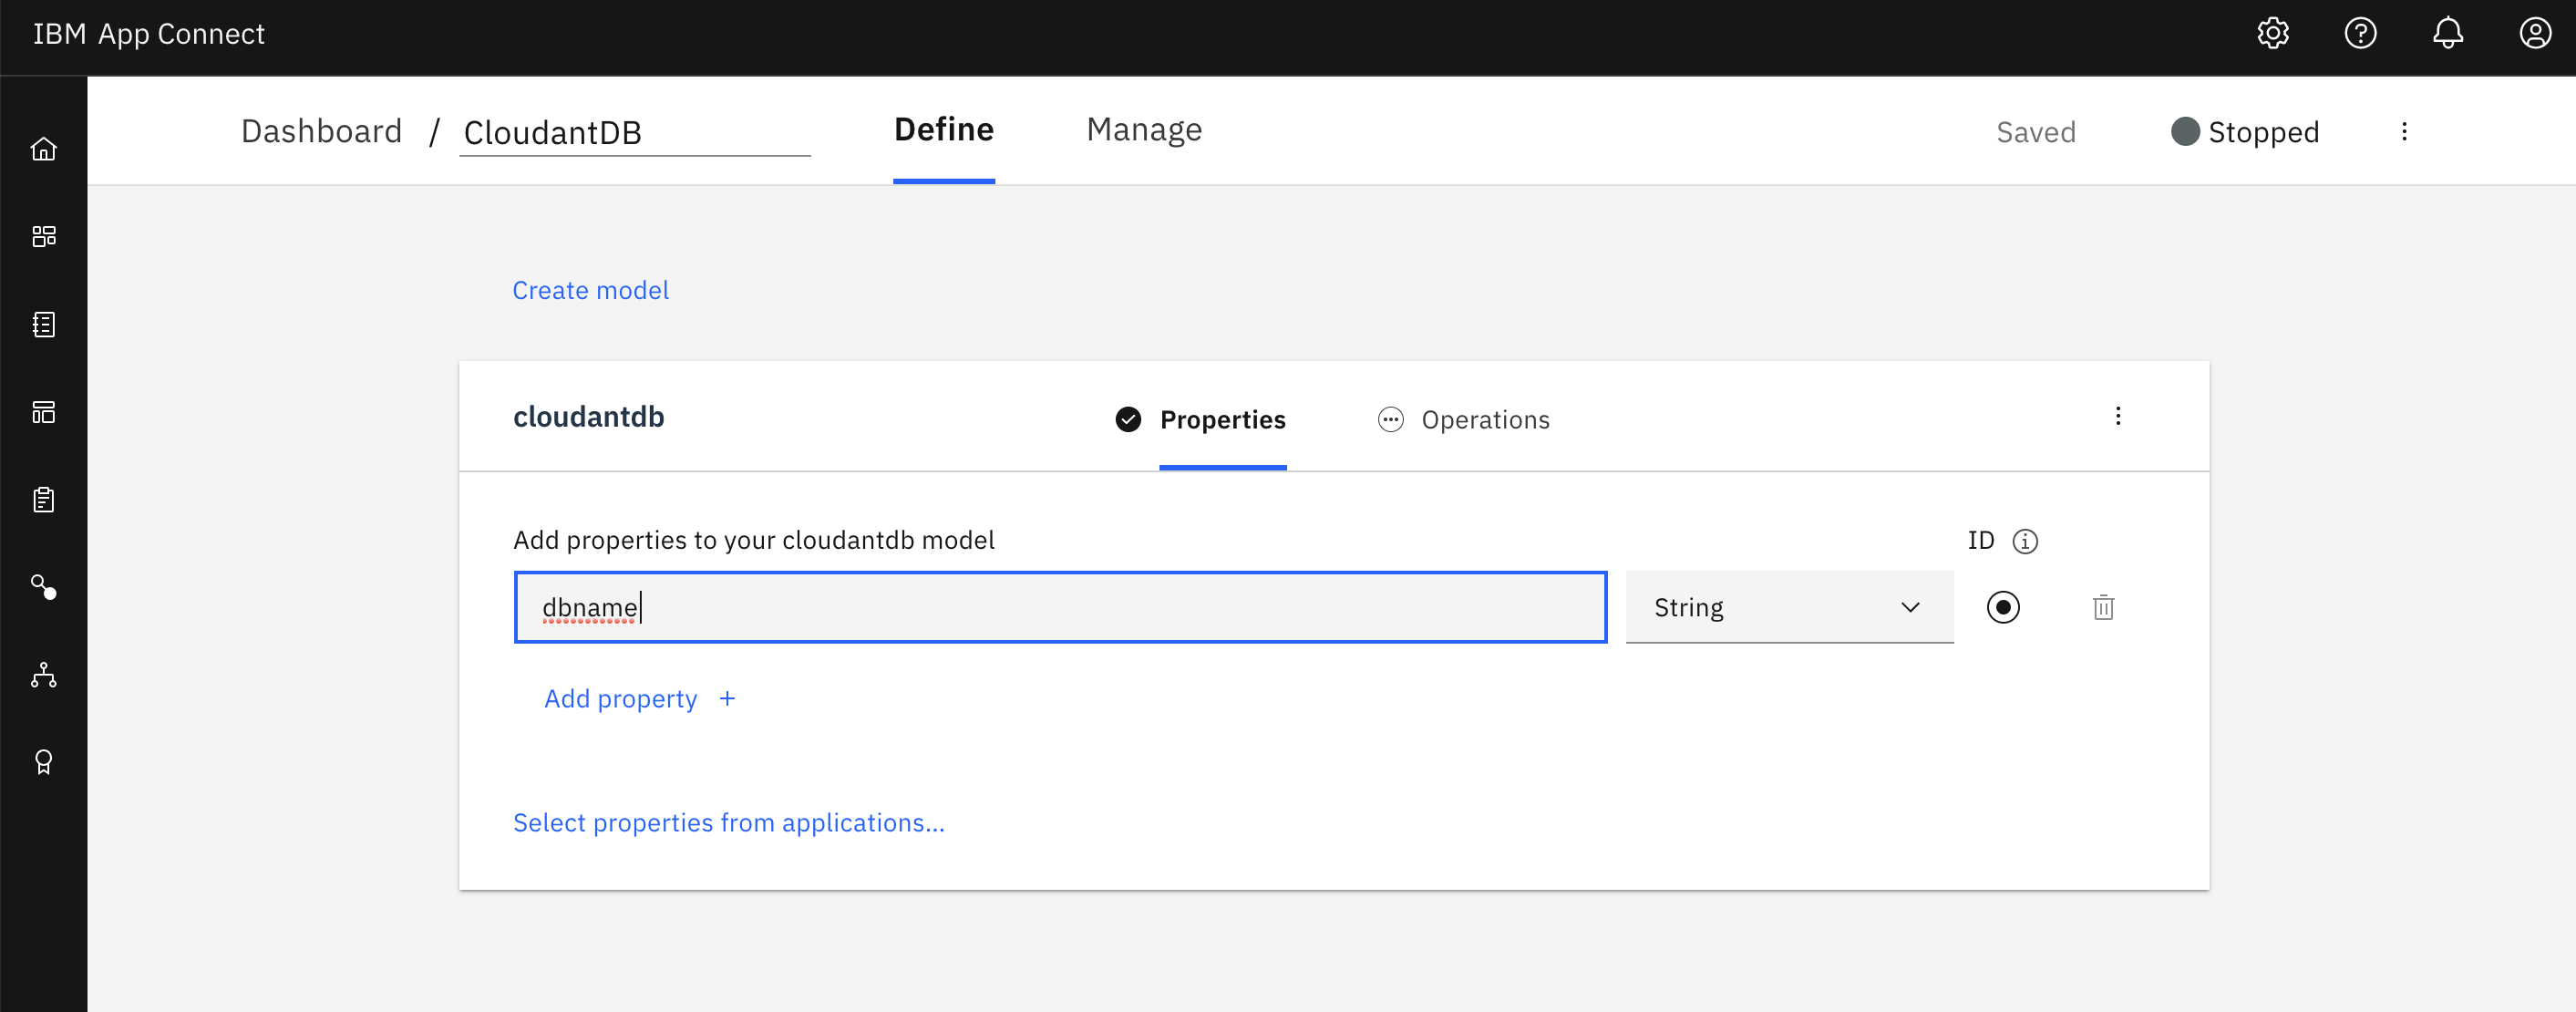 IBM App Connect
Dashboard / CloudantDB
Define
Manage
Saved
Stopped
Create model
cloudantdb
Properties
Operations
Add properties to your cloudantdb model
ID
dbname
String
Add property +
Select properties from applications...